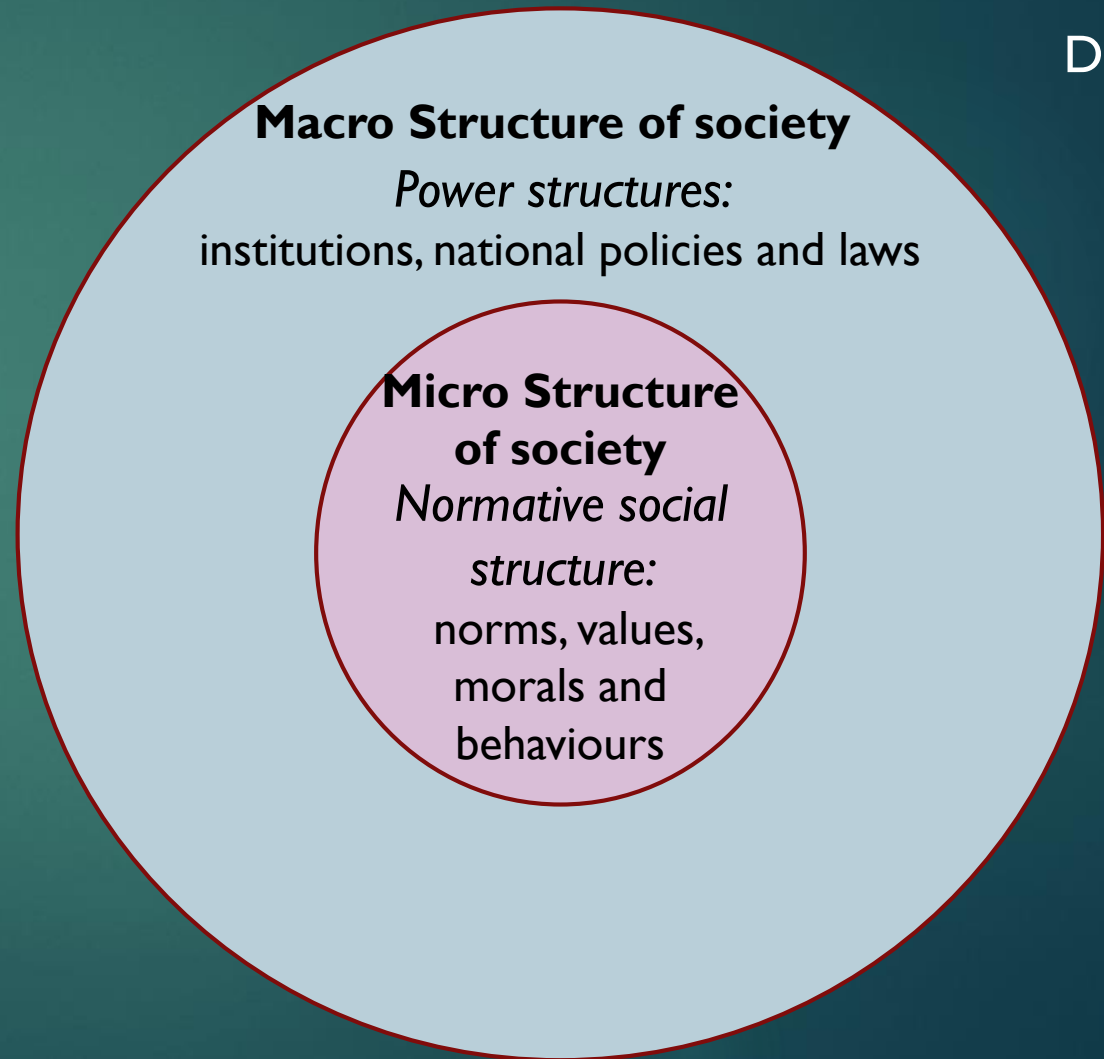 D
Macro Structure of society
Power structures:
institutions, national policies and laws
Micro Structure
of society
Normative social
structure:
norms, values,
morals and
behaviours